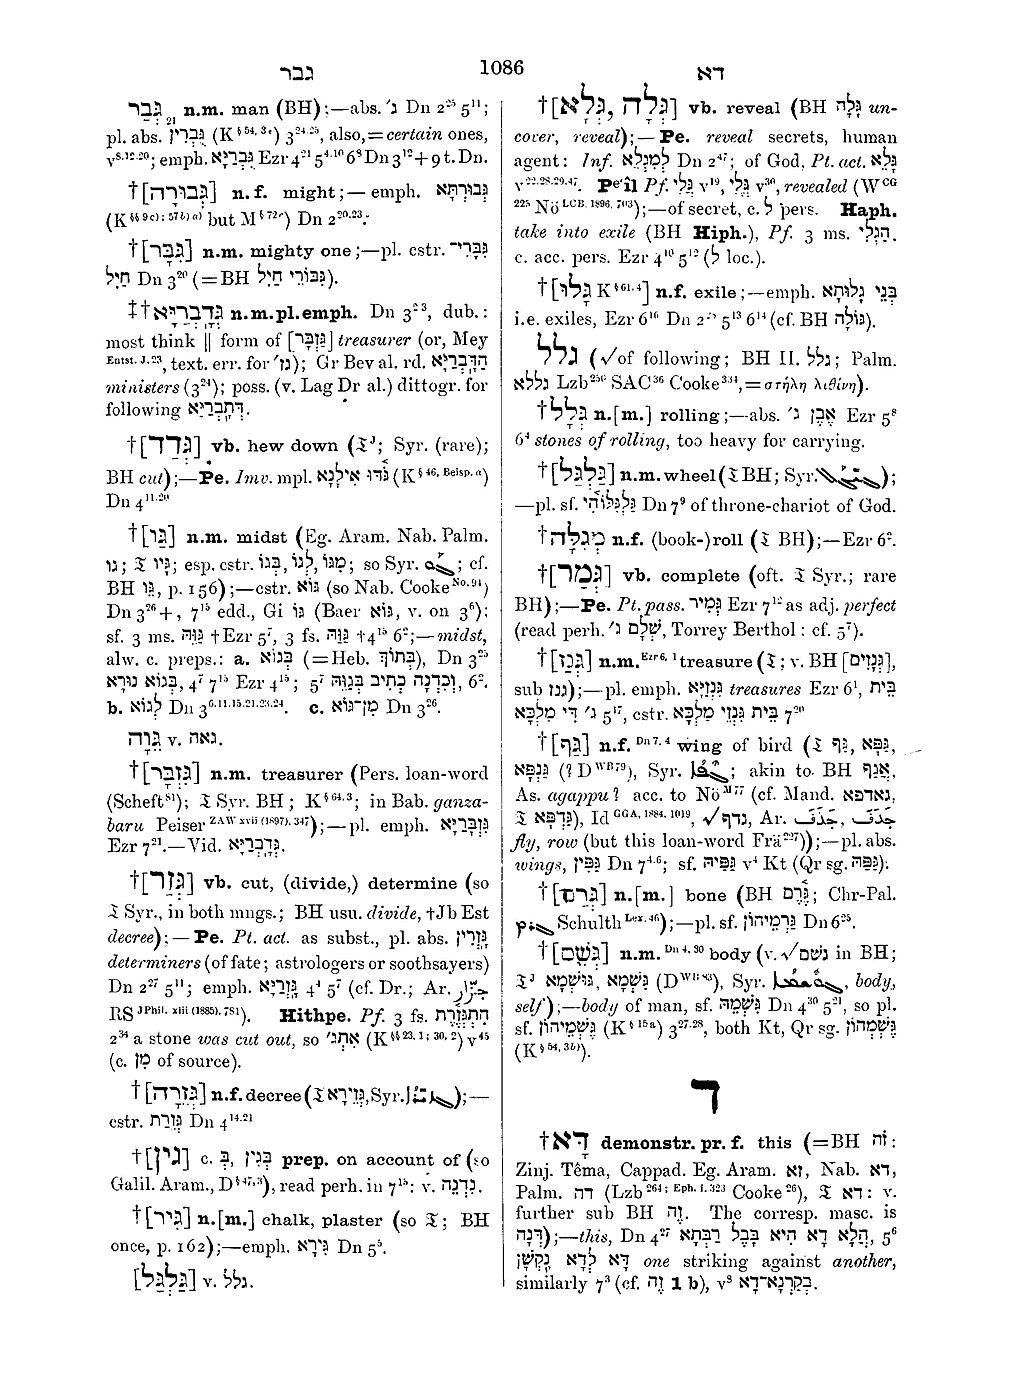 גבר 1086 דא
גְּבַר 21 n.m. man (BH);—abs. ג׳ Dn 2²⁵ 5¹¹;
pl. abs. גֻּבְרִין (K§ 54, 3 c) 3²⁴·²⁵, also,=certain ones,
v⁸·¹²·²⁰; emph. גֻּבְרַיָּא Ezr 4²¹ 5⁴·¹⁰ 6⁸ Dn 3¹²+9 t. Dn.
†[גְּבוּרָה] n.f. might;—emph. גְּבוּרְתָּא
(K§§ 9 c); 57 b) a) but M§ 72 c) Dn 2²⁰·²³.
†[גִּבָּר] n.m. mighty one;—pl. cstr. גִּבָּרֵי־
חַיִל Dn 3²⁰ (=BH גִּבּוֹרֵי חַיִל).
‡†גְּדָבְרַיָּא n.m.pl.emph. Dn 3²·³, dub.:
most think || form of [גִּזְבָּר] treasurer (or, Mey
Entst. J. 23, text. err. for גז׳); Gr Bev al. rd. הַדָּבְרַיָּא
ministers (3²⁴); poss. (v. Lag Dr al.) dittogr. for
following דְּתָבְרַיָּא.
†[גְּדַד] vb. hew down (𝔗ᴶ; Syr. (rare);
BH cut);—Pe. Imv. mpl. גֹּדּוּ אִילָנָא (K§ 46, Beisp. a)
Dn 4¹¹·²⁰
†[גַּו] n.m. midst (Eg. Aram. Nab. Palm.
גו; 𝔗 גַּיו; esp. cstr. מִגּוֹ, לְגוֹ, בְּגוֹ; so Syr. ; cf.
BH גֵּו, p. 156);—cstr. גּוֹא (so Nab. Cooke No. 94)
Dn 3²⁶+, 7¹⁵ edd., Gi גּוֹ (Baer גּוֹא, v. on 3⁶);
sf. 3 ms. גַּוֵּהּ †Ezr 5⁷, 3 fs. גַּוַּהּ †4¹⁵ 6²;—midst,
alw. c. preps.: a. בְּגוֹא (=Heb. בְּתוֹךְ), Dn 3²⁵
בְּגוֹא נוּרָא, 4⁷ 7¹⁵ Ezr 4¹⁵; 5⁷ וְכִדְנָה כְּתִיב בְּגַוֵּהּ, 6².
b. לְגוֹא Dn 3⁶·¹¹·¹⁵·²¹·²³·²⁴. c. מִן־גּוֹא Dn 3²⁶.
גֵּוָה v. גאה.
†[גִּזְבָּר] n.m. treasurer (Pers. loan-word
(Scheft⁸¹); 𝔗 Syr. BH; K§ 64. 3; in Bab. ganza-
baru Peiser ZAW xvii (1897), 347);—pl. emph. גִּזַּבְרַיָּא
Ezr 7²¹.—Vid. גְּדָבְרַיָּא.
†[גְּזַר] vb. cut, (divide,) determine (so
𝔗 Syr., in both mngs.; BH usu. divide, †Jb Est
decree);—Pe. Pt. act. as subst., pl. abs. גָּזְרִין
determiners (of fate; astrologers or soothsayers)
Dn 2²⁷ 5¹¹; emph. גָּזְרַיָּא 4⁴ 5⁷ (cf. Dr.; Ar. جزّار
RS J Phil. xiii (1885), 281). Hithpe. Pf. 3 fs. הִתְגְּזֶרֶת
2³⁴ a stone was cut out, so אִתְגְּ׳ (K§§ 23. 1; 30, 2) v⁴⁵
(c. מִן of source).
†[גְּזֵרָה] n.f. decree (𝔗 גְּזֵירָא, Syr. );—
cstr. גְּזֵרַת Dn 4¹⁴·²¹
†[גִּין] c. בְּ, בְּגִין prep. on account of (so
Galil. Aram., D§ 47, 3), read perh. in 7¹⁵: v. נִדְנֶה.
†[גִּיר] n.[m.] chalk, plaster (so 𝔗; BH
once, p. 162);—emph. גִּירָא Dn 5⁵.
[גַּלְגַּל] v. גלל.
†[גְּלָה, גְּלָא] vb. reveal (BH גָּלָה un-
cover, reveal);—Pe. reveal secrets, human
agent: Inf. לְמִגְלֵא Dn 2⁴⁷; of God, Pt. act. גָּלֵא
v²²·²⁸·²⁹·⁴⁷. Peʻîl Pf. גֲּלִי v¹⁹, גֱּלִי v³⁰, revealed (W CG
225 Nö LCB. 1896, 703);—of secret, c. לְ pers. Haph.
take into exile (BH Hiph.), Pf. 3 ms. הַגְלִי.
c. acc. pers. Ezr 4¹⁰ 5¹² (לְ loc.).
†[גָּלוּ K§ 61. 4] n.f. exile;—emph. בְּנֵי גָלוּתָא
i.e. exiles, Ezr 6¹⁶ Dn 2²⁵ 5¹³ 6¹⁴ (cf. BH גּוֹלָה).
גלל (√of following; BH II. גלל; Palm.
גללא Lzb²⁵⁰ SAC³⁶ Cooke³³⁴,=στήλη λιθίνη).
†גְּלָל n.[m.] rolling;—abs. אֶבֶן גְּ׳ Ezr 5⁸
6⁴ stones of rolling, too heavy for carrying.
†[גַּלְגַּל] n.m. wheel (𝔗 BH; Syr. );
—pl. sf. גַּלְגִּלּוֹהִי Dn 7⁹ of throne-chariot of God.
†מְגִלָּה n.f. (book-)roll (𝔗 BH);—Ezr 6².
†[גְּמַר] vb. complete (oft. 𝔗 Syr.; rare
BH);—Pe. Pt. pass. גְּמִיר Ezr 7¹² as adj. perfect
(read perh. שְׁלָם גְּ׳, Torrey Berthol: cf. 5⁷).
†[גְּנַז] n.m. Ezr 6, 1 treasure (𝔗; v. BH [גְּנָזִים],
sub גנז);—pl. emph. גִּנְזַיָּא treasures Ezr 6¹, בֵּית
ג׳ דִּי מַלְכָּא 5¹⁷, cstr. בֵּית גִּנְזֵי מַלְכָּא 7²⁰
†[גַּף] n.f. Dn 7. 4 wing of bird (𝔗 גַּף, גַּפָּא,
גַּנְפָּא (? D WB 79), Syr. ; akin to BH אֲגַף,
As. agappu? acc. to Nö M 77 (cf. Mand. גאדפא,
𝔗 גַּדְפָּא), Id GGA, 1884, 1019, √גדף, Ar. جَدَفَ, جَذَفَ
fly, row (but this loan-word Frä²²⁷));—pl. abs.
wings, גַּפִּין Dn 7⁴·⁶; sf. גַּפַּיהּ v⁴ Kt (Qr sg. גַּפַּהּ).
†[גְּרַם] n.[m.] bone (BH גֶּרֶם; Chr-Pal.
Schulth Lex. 46);—pl. sf. גַּרְמֵיהוֹן Dn 6²⁵.
†[גְּשֵׁם] n.m. Dn 4, 30 body (v. √גשם in BH;
𝔗ᴶ גּוּשְׁמָא, גִּשְׁמָא (D WB 83), Syr. , body,
self);—body of man, sf. גִּשְׁמֵהּ Dn 4³⁰ 5²¹, so pl.
sf. גִּשְׁמֵיהוֹן (K§ 15 a) 3²⁷·²⁸, both Kt, Qr sg. גִּשְׁמְהוֹן
(K§ 54, 3 b)).
ד
†דָּא demonstr. pr. f. this (=BH זֹה:
Zinj. Têma, Cappad. Eg. Aram. זא, Nab. דא,
Palm. דה (Lzb²⁶⁴; Eph. i. 323 Cooke²⁶), 𝔗 דא: v.
further sub BH זֶה. The corresp. masc. is
דְּנָה);—this, Dn 4²⁷ הֲלָא דָא הִיא בָּבֶל רַבְּתָא, 5⁶
דָּא לְדָא נָקְשָׁן one striking against another,
similarly 7³ (cf. זֶה 1 b), v⁸ בְּקַרְנָא־דָא.